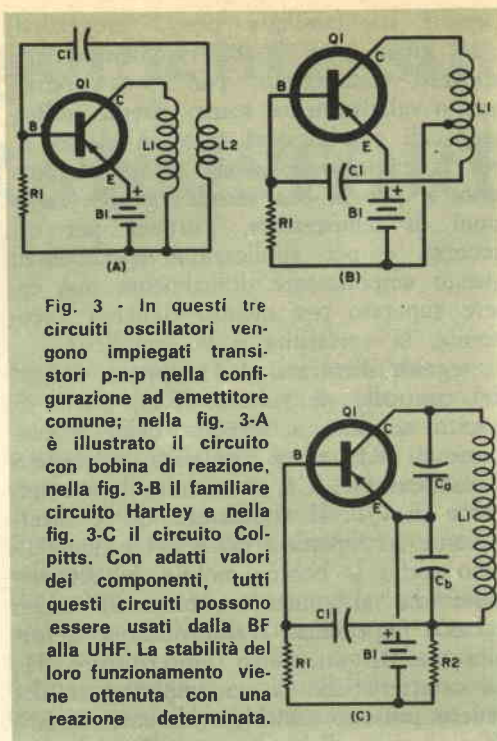 C1
Q1
C
B
L1
L2
E
R1
+
B1
(A)
Q1
C
B
L1
E
C1
+
R1
B1
(B)
Fig. 3 - In questi tre
circuiti oscillatori ven-
gono impiegati transi-
stori p-n-p nella confi-
gurazione ad emettitore
comune; nella fig. 3-A
è illustrato il circuito
con bobina di reazione,
nella fig. 3-B il familiare
circuito Hartley e nella
fig. 3-C il circuito Col-
pitts. Con adatti valori
dei componenti, tutti
questi circuiti possono
essere usati dalla BF
alla UHF. La stabilità del
loro funzionamento vie-
ne ottenuta con una
reazione determinata.
Q1
C
B
Ca
E
L1
Cb
C1
+
R1
B1
R2
(C)